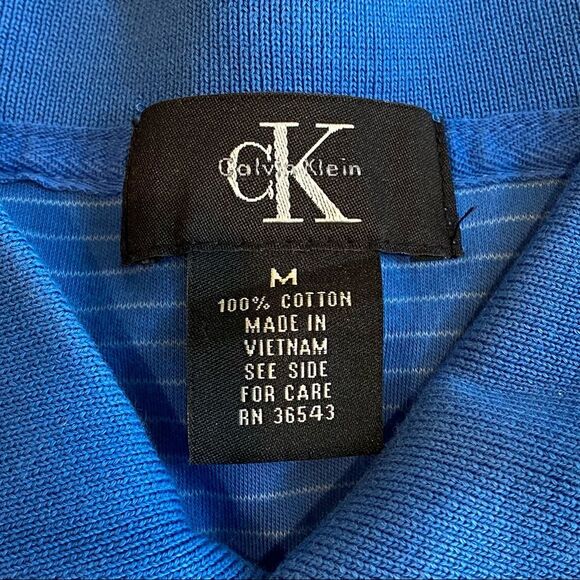 cK
Calvin Klein
M
100% COTTON
MADE IN
VIETNAM
SEE SIDE
FOR CARE
RN 36543